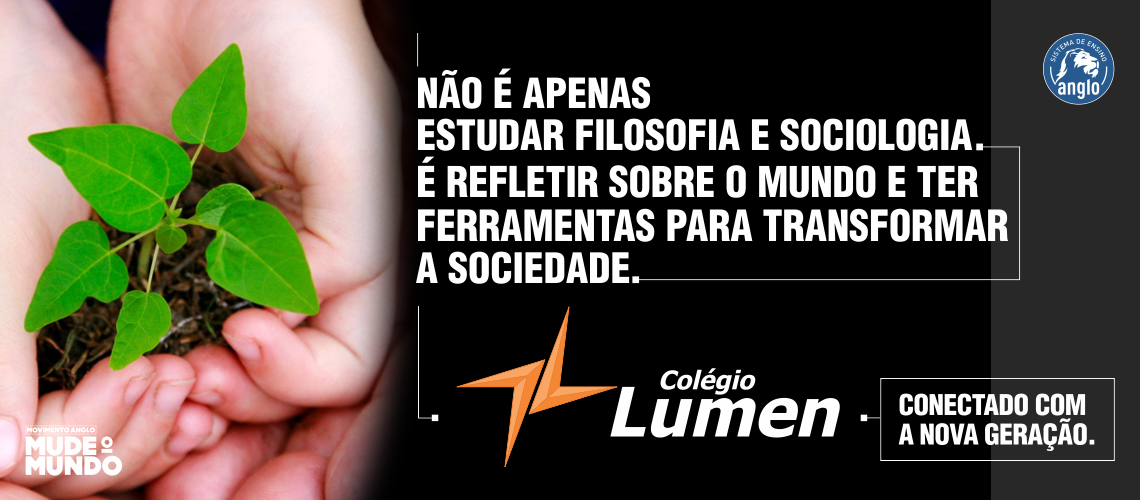 NÃO É APENAS
ESTUDAR FILOSOFIA E SOCIOLOGIA.
É REFLETIR SOBRE O MUNDO E TER
FERRAMENTAS PARA TRANSFORMAR
A SOCIEDADE.
SISTEMA DE ENSINO
anglo
Colégio
Lumen
CONECTADO COM
A NOVA GERAÇÃO.
MOVIMENTO ANGLO
MUDE O
MUNDO